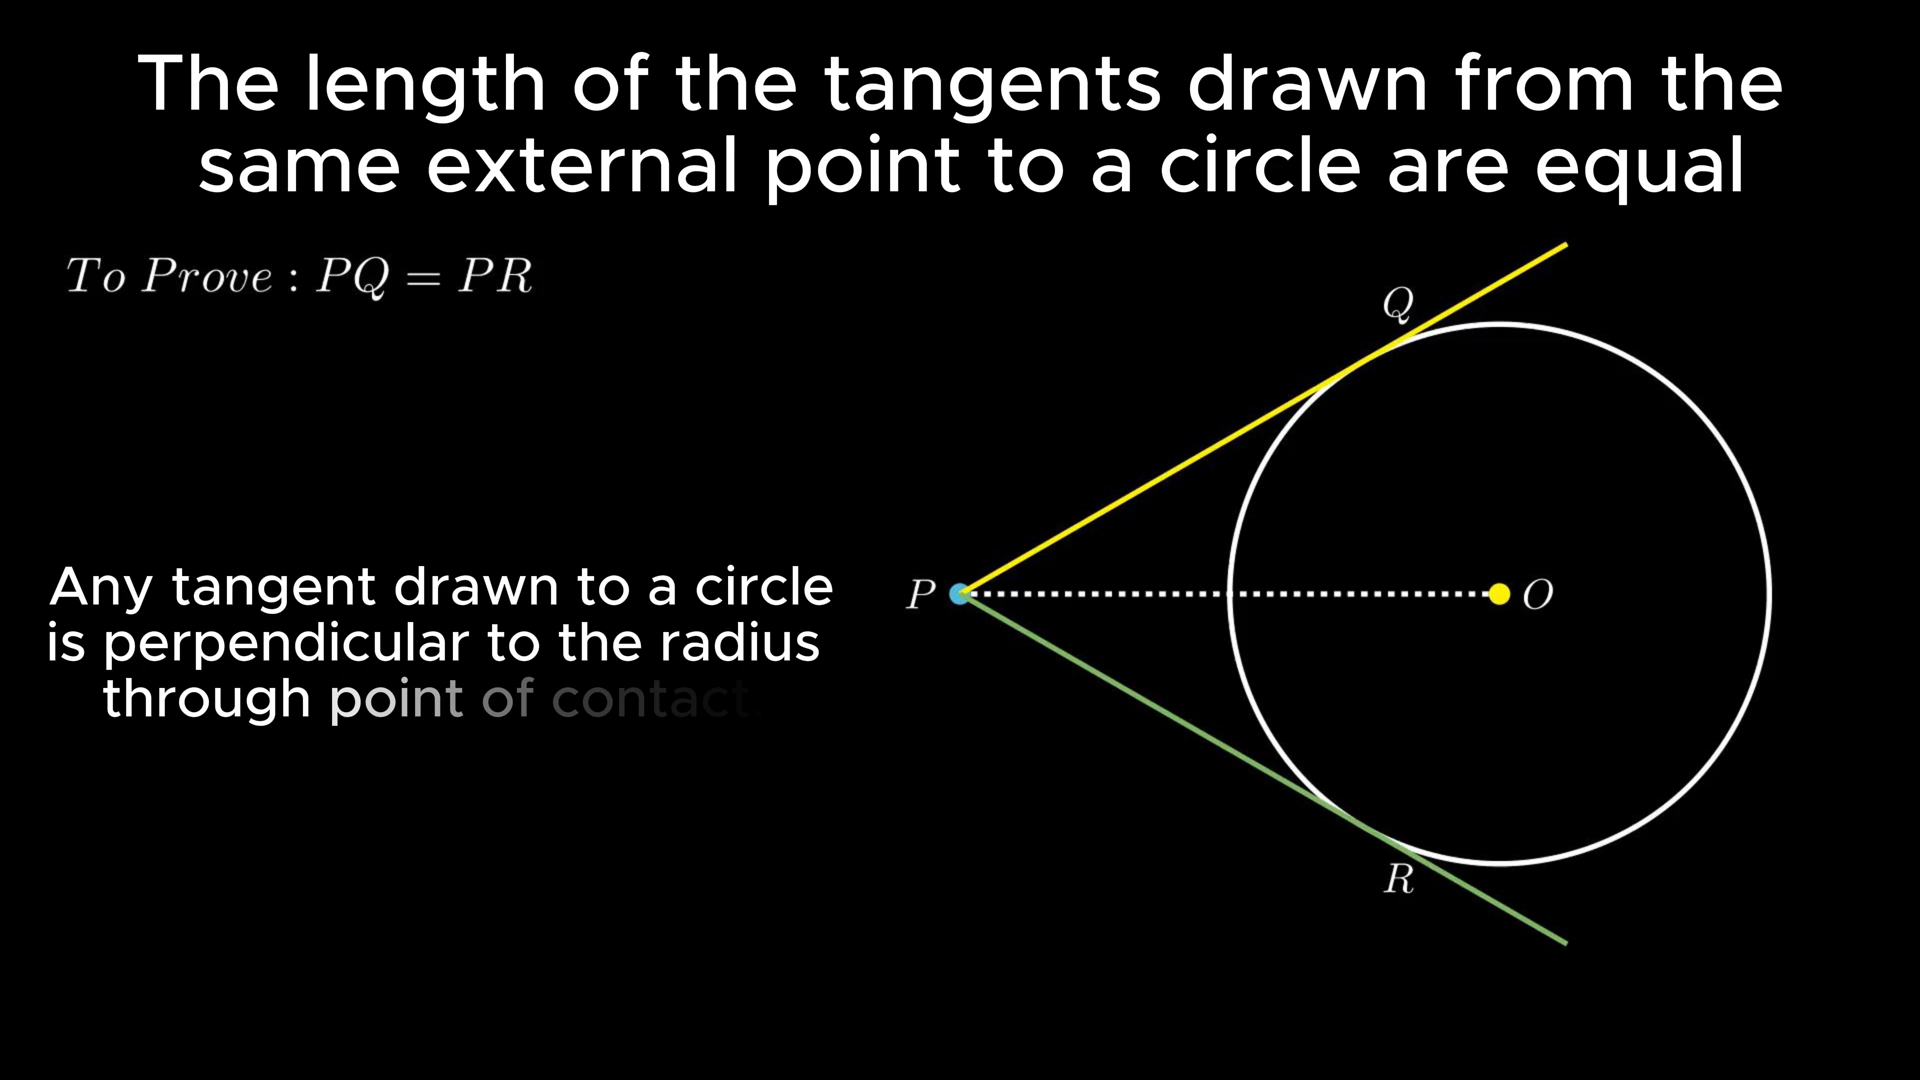 The length of the tangents drawn from the
same external point to a circle are equal
To Prove : PQ = PR
Q
Any tangent drawn to a circle
is perpendicular to the radius
through point of contact.
P
O
R